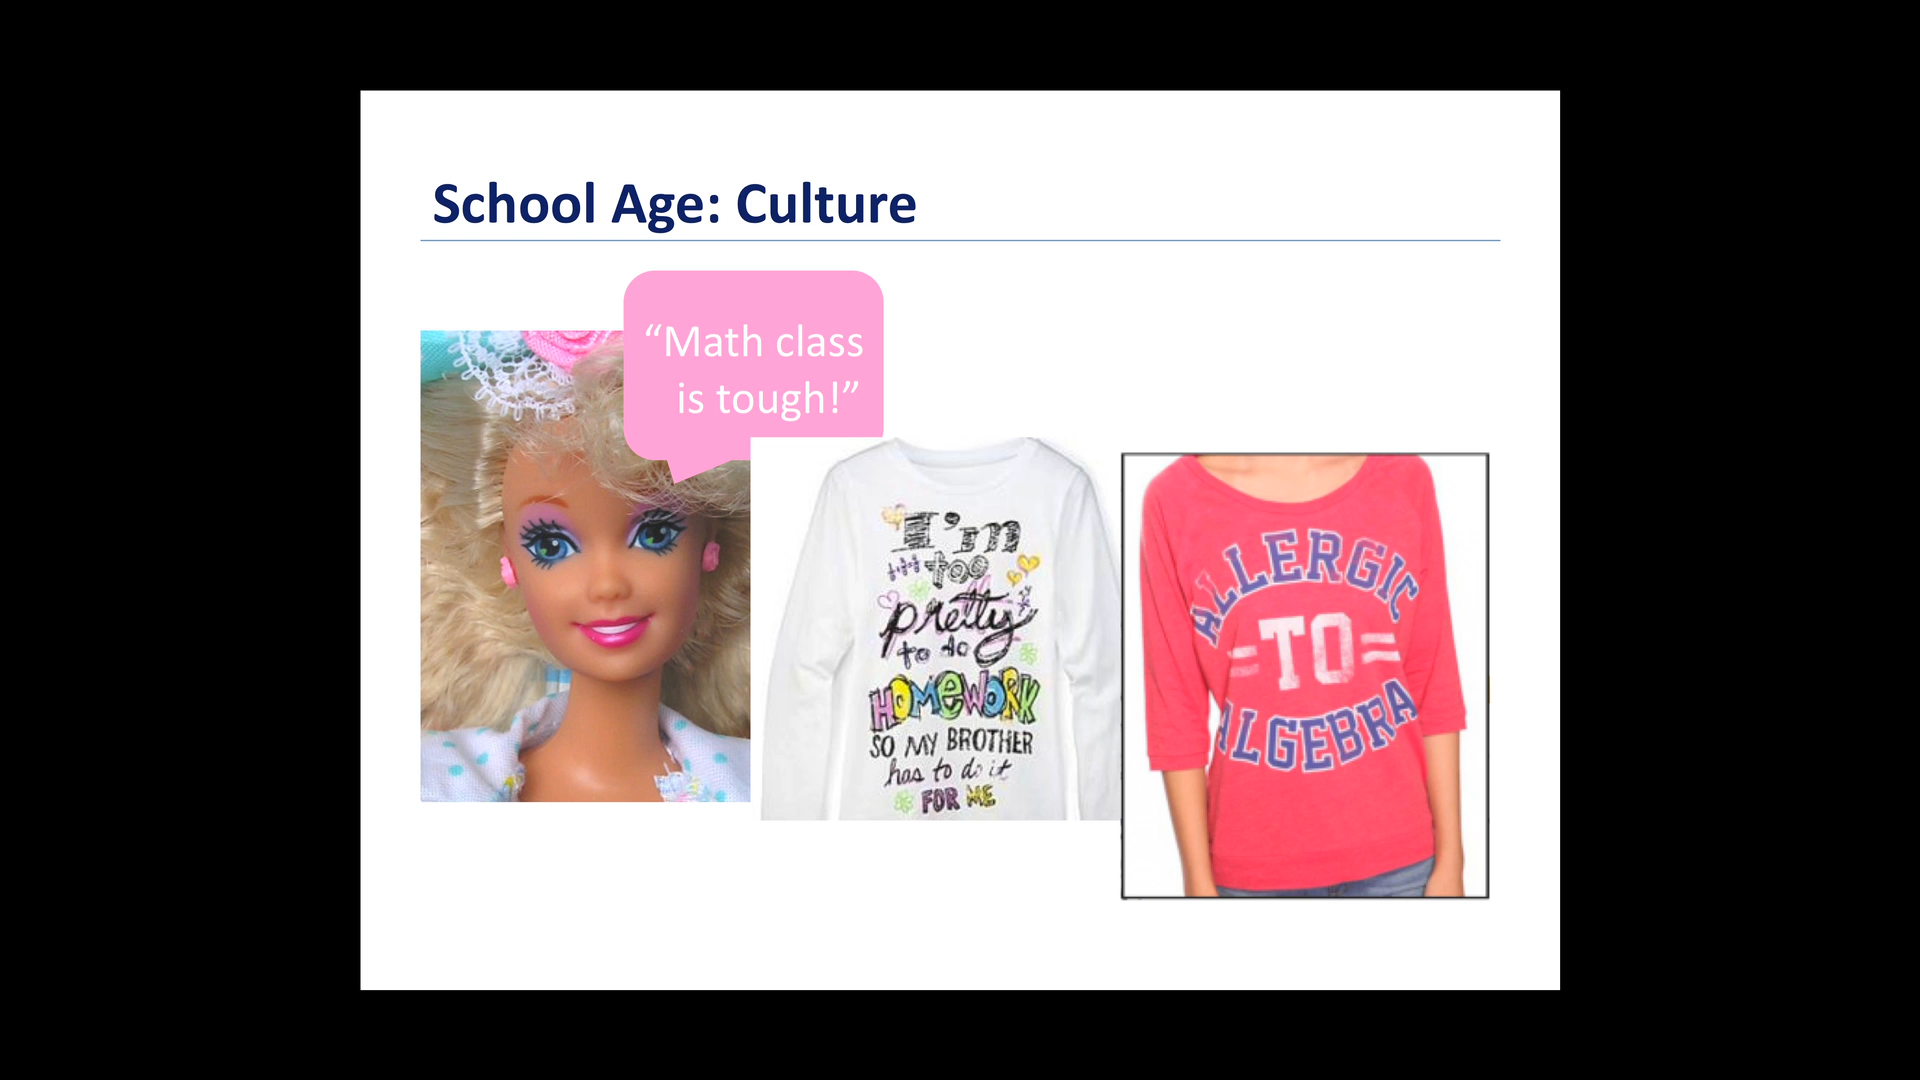 School Age: Culture
“Math class
is tough!”
I'm
too
pretty
to do
HOMEWORK
SO MY BROTHER
has to do it
FOR ME
ALLERGIC
=TO=
ALGEBRA